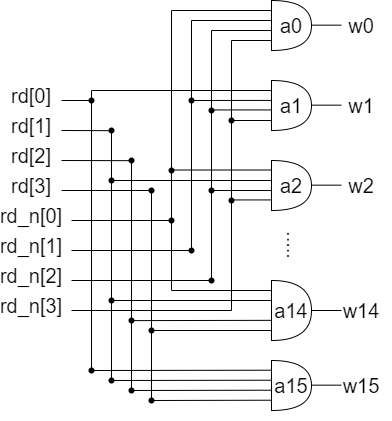 a0 w0
rd[0]
a1 w1
rd[1]
rd[2]
rd[3]
a2 w2
rd_n[0]
rd_n[1]
rd_n[2]
rd_n[3]
a14 w14
a15 w15